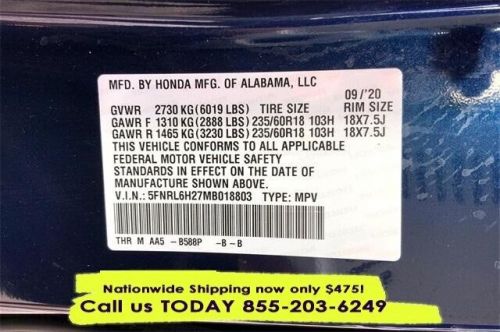 MFD. BY HONDA MFG. OF ALABAMA, LLC
09/20
GVWR 2730 KG(6019 LBS) TIRE SIZE RIM SIZE
GAWR F 1310 KG(2888 LBS) 235/60R18 103H 18X7.5J
GAWR R 1465 KG(3230 LBS) 235/60R18 103H 18X7.5J
THIS VEHICLE CONFORMS TO ALL APPLICABLE
FEDERAL MOTOR VEHICLE SAFETY
STANDARDS IN EFFECT ON THE DATE OF
MANUFACTURE SHOWN ABOVE.
V.I.N.: 5FNRL6H27MB018803 TYPE: MPV
THR M AA5 - B588P -B-B
Nationwide Shipping now only $475!
Call us TODAY 855-203-6249